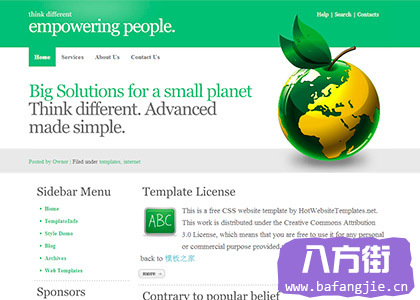 think different
empowering people.
Help | Search | Contacts
Home Services About Us Contact Us
Big Solutions for a small planet
Think different. Advanced
made simple.
Posted by Owner | Filed under templates, internet
Sidebar Menu
Home
TemplateInfo
Style Demo
Blog
Archives
Web Templates
Sponsors
Template License
ABC
This is a free CSS website template by HotWebsiteTemplates.net.
This work is distributed under the Creative Commons Attribution
3.0 License, which means that you are free to use it for any personal
or commercial purpose provided
back to 模板之家
more →
Contrary to popular belief
八方街
www.bafangjie.cn